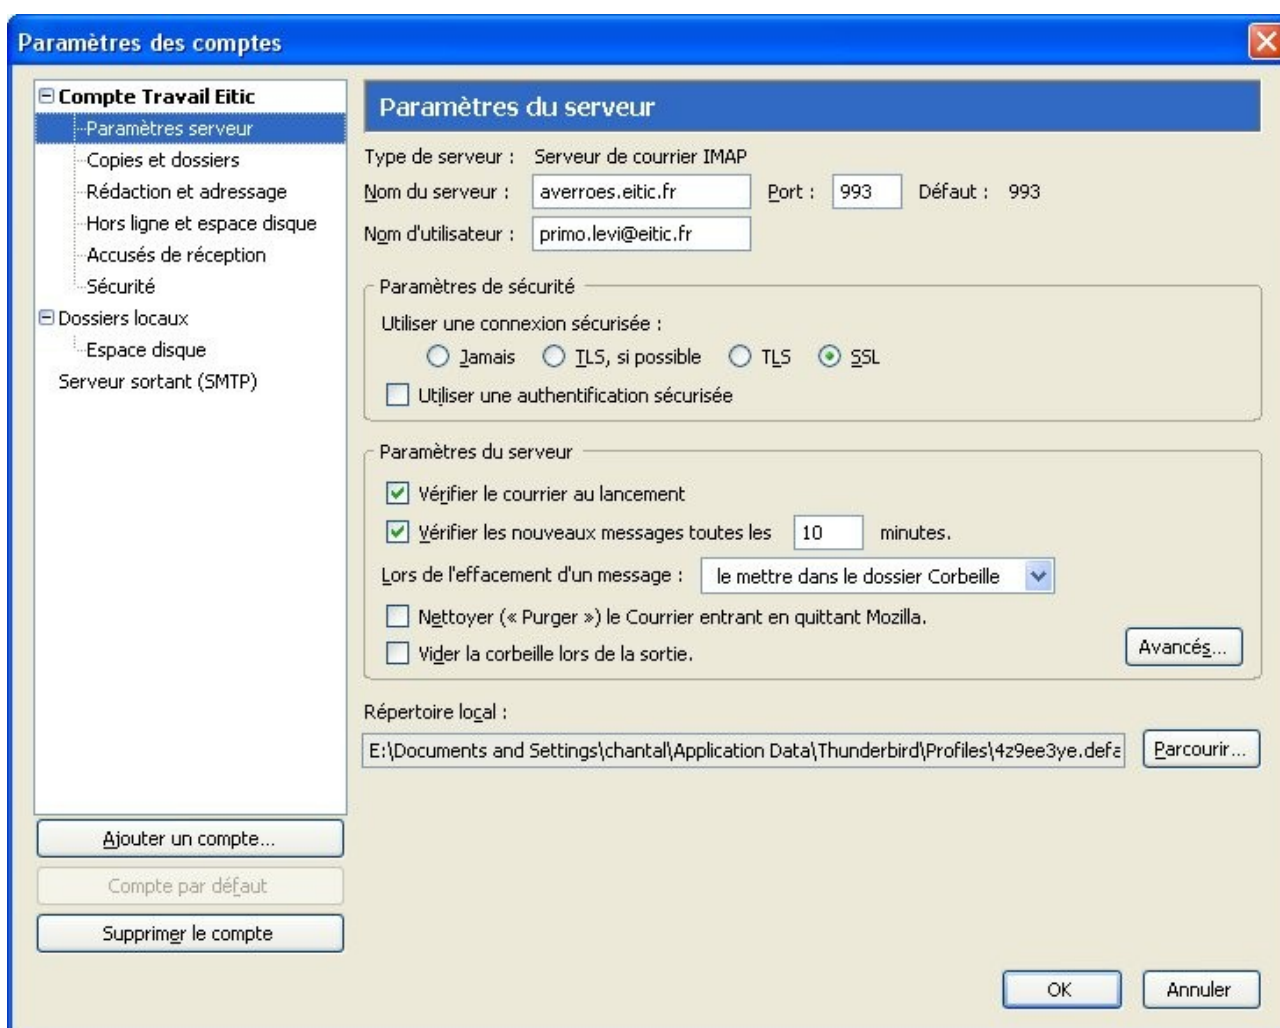 Paramètres des comptes
Compte Travail Eitic
Paramètres serveur
Copies et dossiers
Rédaction et adressage
Hors ligne et espace disque
Accusés de réception
Sécurité
Dossiers locaux
Espace disque
Serveur sortant (SMTP)
Ajouter un compte...
Compte par défaut
Supprimer le compte
Paramètres du serveur
Type de serveur : Serveur de courrier IMAP
Nom du serveur : averroes.eitic.fr Port : 993 Défaut : 993
Nom d'utilisateur : primo.levi@eitic.fr
Paramètres de sécurité
Utiliser une connexion sécurisée :
Jamais TLS, si possible TLS SSL
Utiliser une authentification sécurisée
Paramètres du serveur
Vérifier le courrier au lancement
Vérifier les nouveaux messages toutes les 10 minutes.
Lors de l'effacement d'un message : le mettre dans le dossier Corbeille
Nettoyer (« Purger ») le Courrier entrant en quittant Mozilla.
Vider la corbeille lors de la sortie.
Avancés...
Répertoire local :
E:\Documents and Settings\chantal\Application Data\Thunderbird\Profiles\4z9ee3ye.defa Parcourir...
OK Annuler